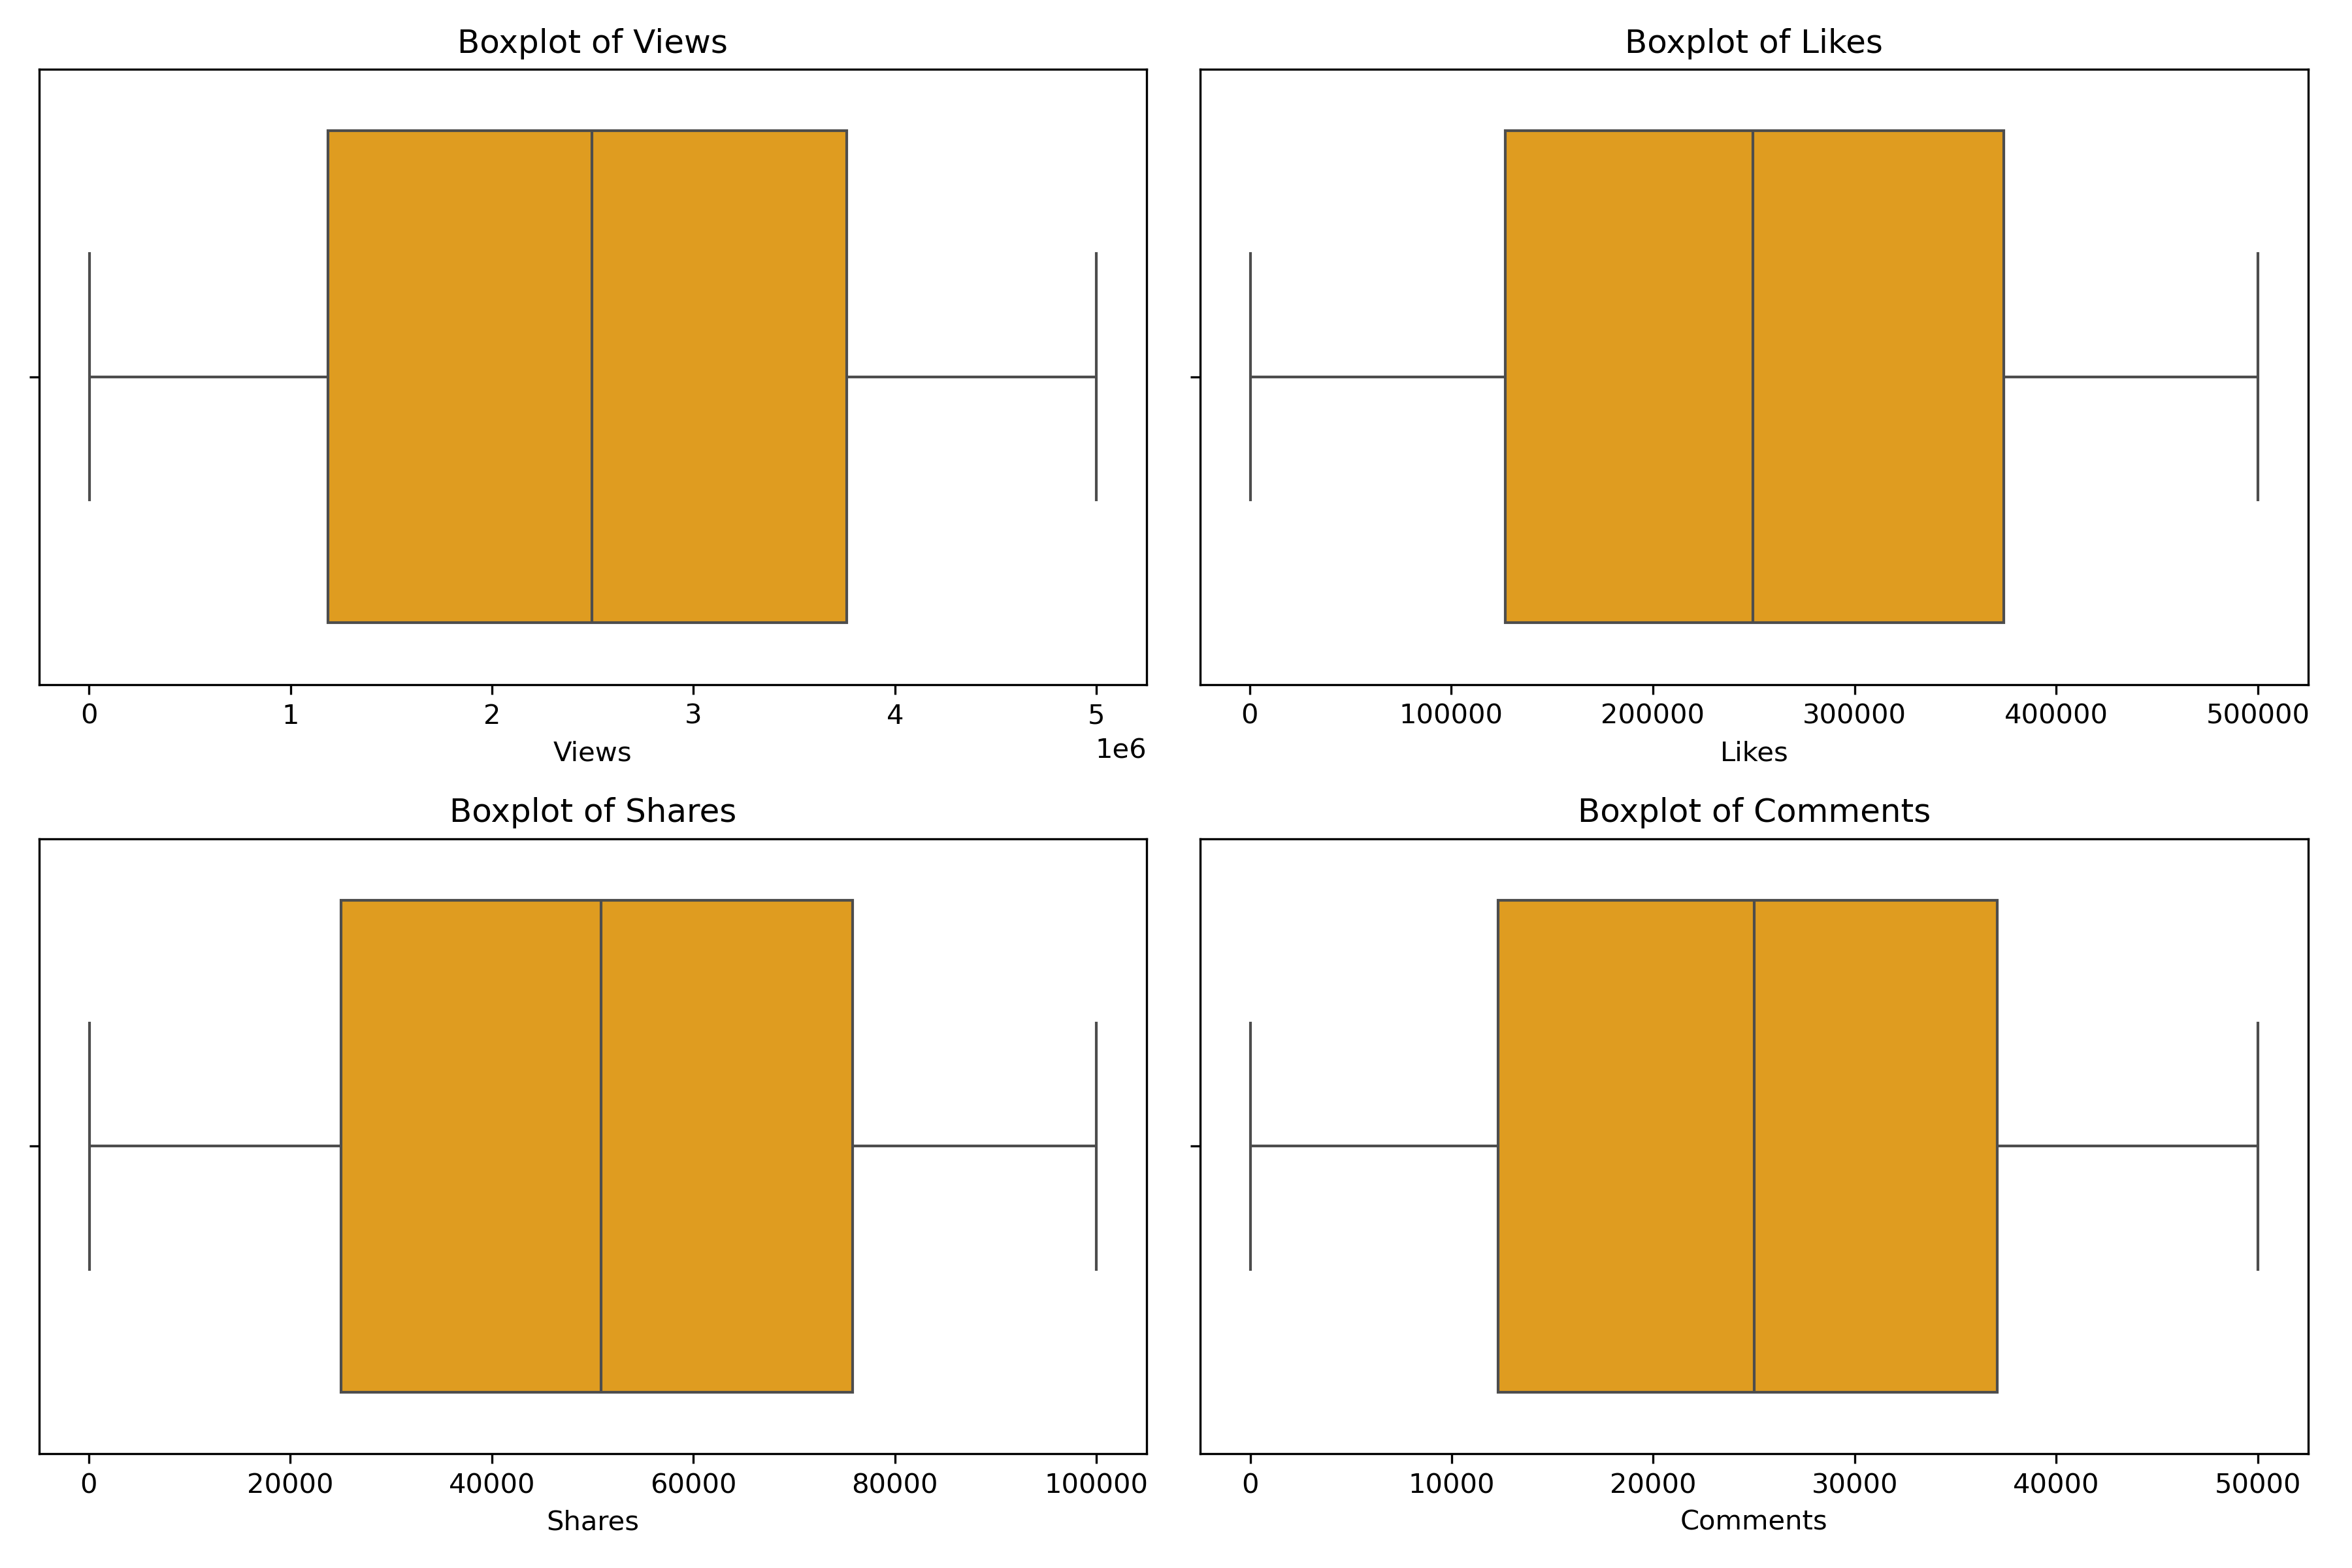 Boxplot of Views
0 1 2 3 4 5
1e6
Views
Boxplot of Likes
0 100000 200000 300000 400000 500000
Likes
Boxplot of Shares
0 20000 40000 60000 80000 100000
Shares
Boxplot of Comments
0 10000 20000 30000 40000 50000
Comments